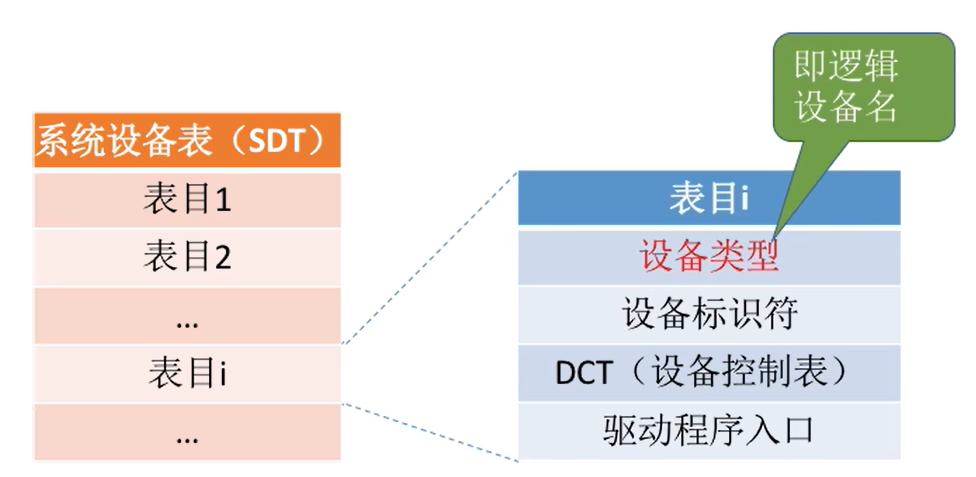 即逻辑
设备名
系统设备表（SDT）
表目1
表目2
...
表目i
...
表目i
设备类型
设备标识符
DCT（设备控制表）
驱动程序入口